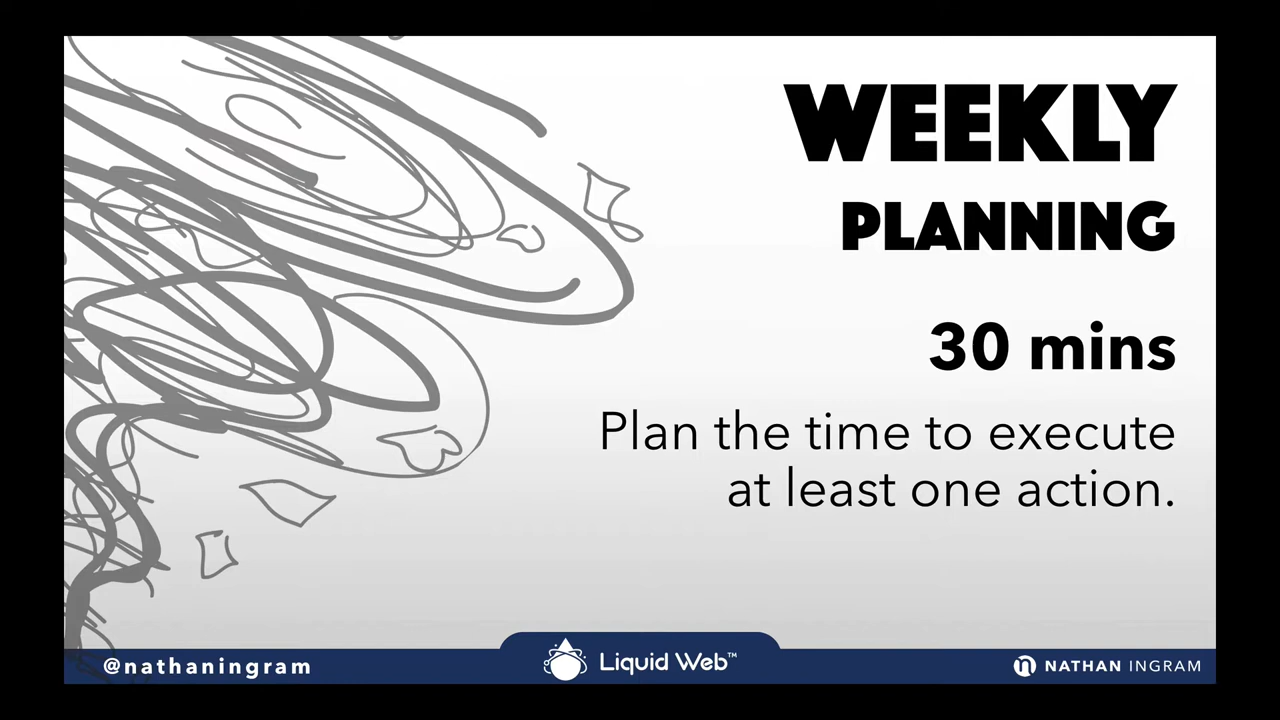 WEEKLY
PLANNING
30 mins
Plan the time to execute
at least one action.
@nathaningram
Liquid Web™
NATHAN INGRAM